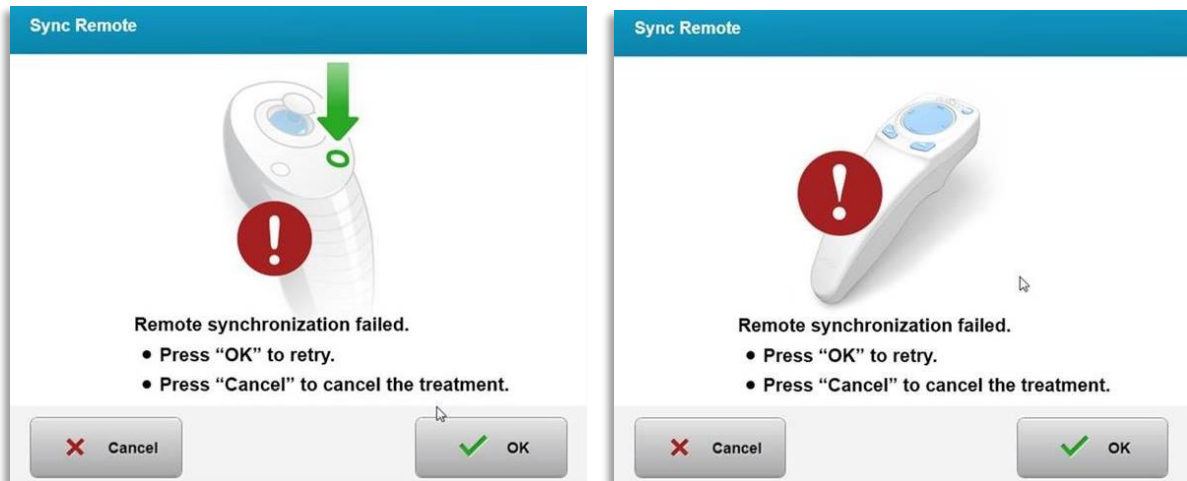 Sync Remote
Remote synchronization failed.
• Press “OK” to retry.
• Press “Cancel” to cancel the treatment.
Cancel
OK
Sync Remote
Remote synchronization failed.
• Press “OK” to retry.
• Press “Cancel” to cancel the treatment.
Cancel
OK